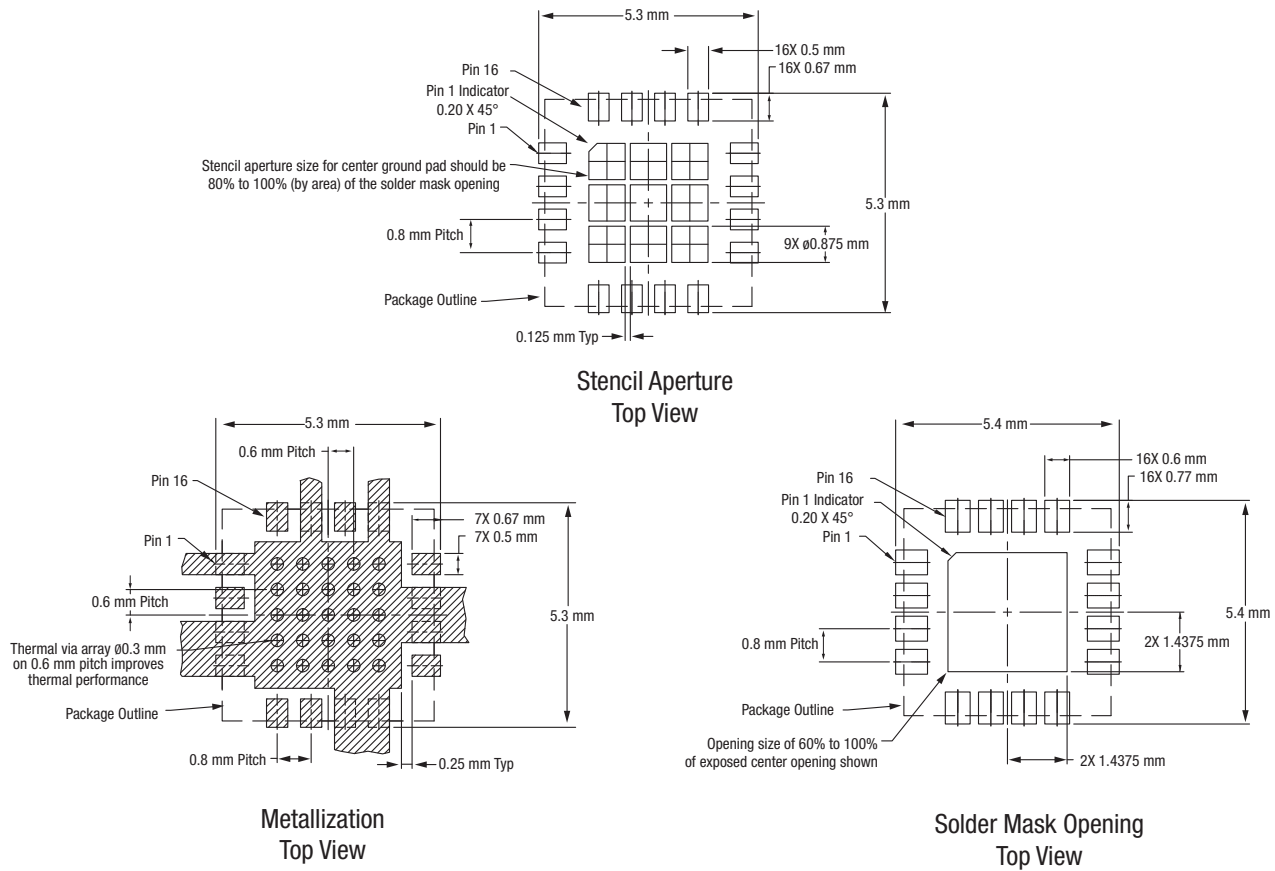 5.3 mm
16X 0.5 mm
16X 0.67 mm
Pin 16
Pin 1 Indicator
0.20 X 45°
Pin 1
Stencil aperture size for center ground pad should be
80% to 100% (by area) of the solder mask opening
5.3 mm
0.8 mm Pitch
9X ø0.875 mm
Package Outline
0.125 mm Typ
Stencil Aperture
Top View
5.3 mm
0.6 mm Pitch
Pin 16
7X 0.67 mm
7X 0.5 mm
Pin 1
0.6 mm Pitch
5.3 mm
Thermal via array ø0.3 mm
on 0.6 mm pitch improves
thermal performance
Package Outline
0.8 mm Pitch
0.25 mm Typ
Metallization
Top View
5.4 mm
16X 0.6 mm
16X 0.77 mm
Pin 16
Pin 1 Indicator
0.20 X 45°
Pin 1
5.4 mm
0.8 mm Pitch
2X 1.4375 mm
Package Outline
Opening size of 60% to 100%
of exposed center opening shown
2X 1.4375 mm
Solder Mask Opening
Top View